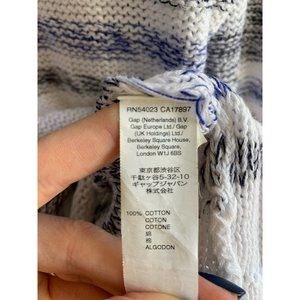 RN54023 CA17897
Gap (Netherlands) B.V.
Gap Europe Ltd./ Gap
(UK Holdings) Ltd./
Berkeley Square House,
Berkeley Square,
London W1J 6BS
東京都渋谷区
千駄ヶ谷5-32-10
ギャップジャパン
株式会社
100% COTTON
COTON
COTONE
綿
棉
ALGODON